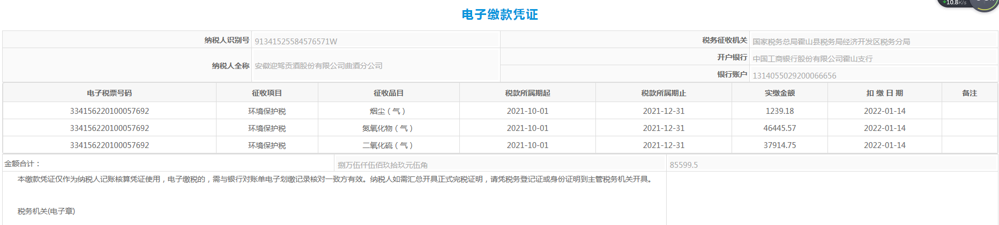 10.8K/s
电子缴款凭证
纳税人识别号 91341525584576571W 税务征收机关 国家税务总局霍山县税务局经济开发区税务分局
纳税人全称 安徽迎驾贡酒股份有限公司曲酒分公司 开户银行 中国工商银行股份有限公司霍山支行
银行账户 1314055029200066656
电子税票号码 征收项目 征收品目 税款所属期起 税款所属期止 实缴金额 扣 缴 日 期 备注
334156220100057692 环境保护税 烟尘（气） 2021-10-01 2021-12-31 1239.18 2022-01-14
334156220100057692 环境保护税 氮氧化物（气） 2021-10-01 2021-12-31 46445.57 2022-01-14
334156220100057692 环境保护税 二氧化硫（气） 2021-10-01 2021-12-31 37914.75 2022-01-14
金额合计： 捌万伍仟伍佰玖拾玖元伍角 85599.5
本缴款凭证仅作为纳税人记账核算凭证使用，电子缴税的，需与银行对账单电子划缴记录核对一致方有效。纳税人如需汇总开具正式完税证明，请凭税务登记证或身份证明到主管税务机关开具。
税务机关(电子章)